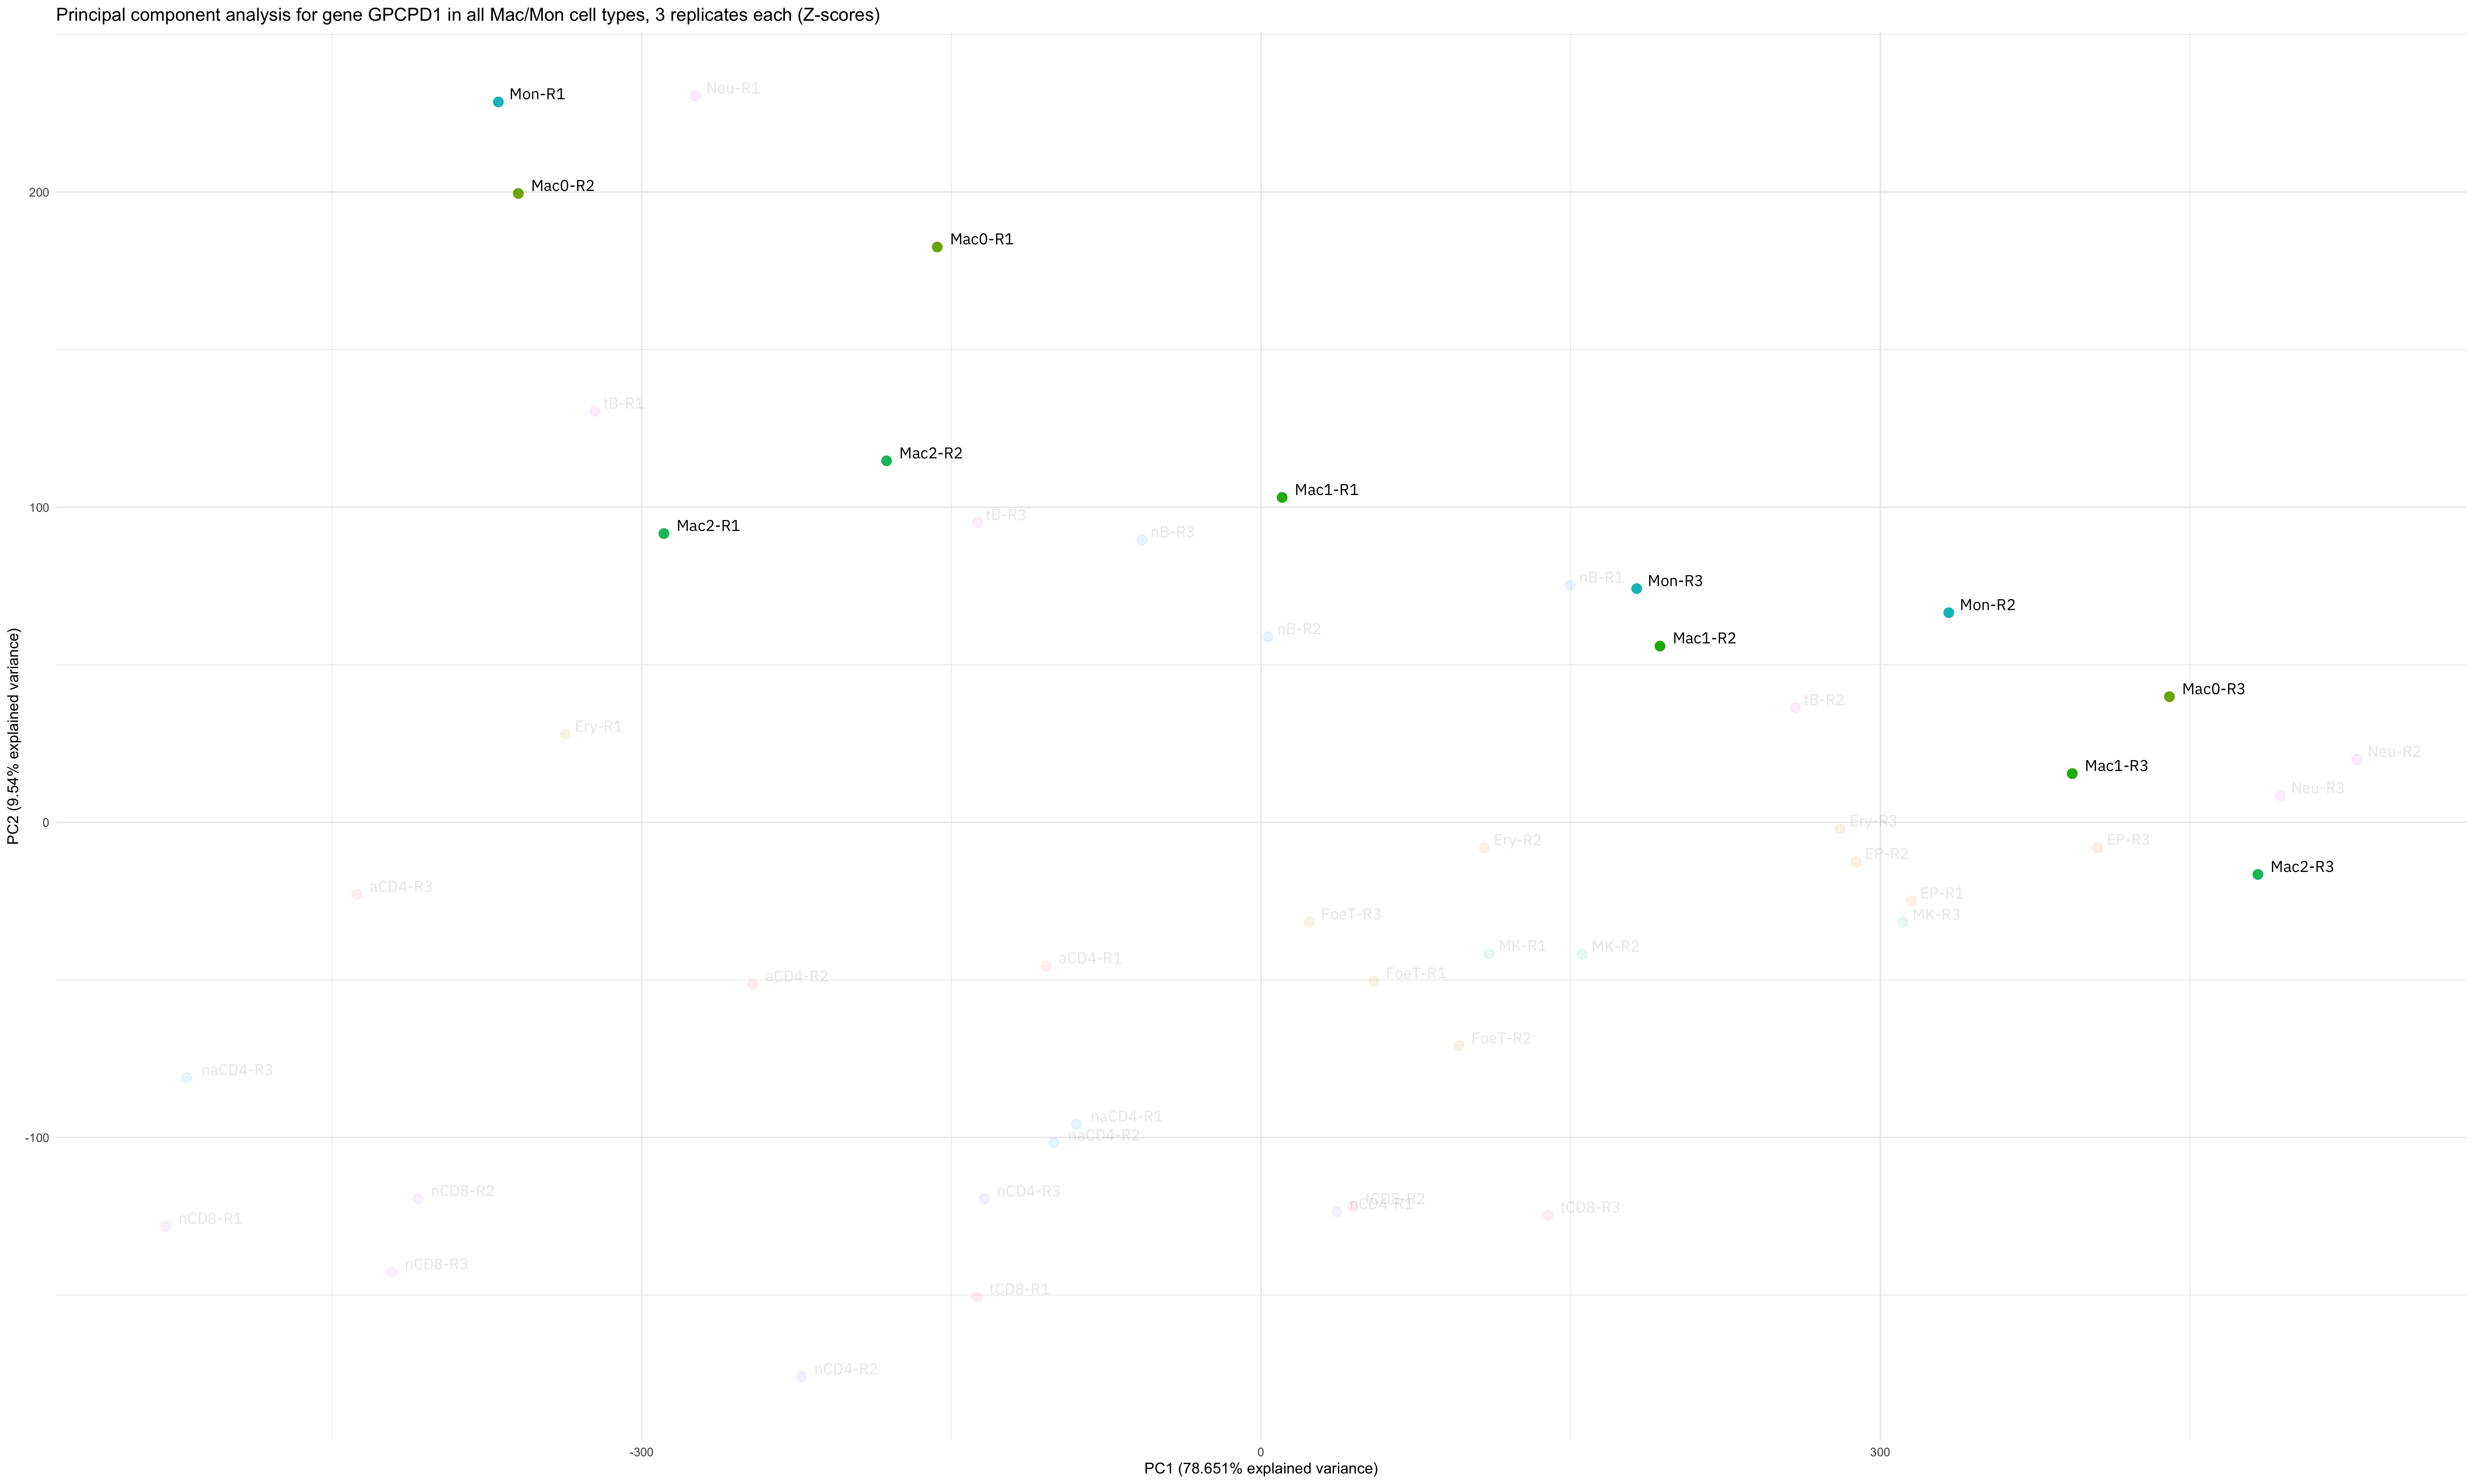 Principal component analysis for gene GPCPD1 in all Mac/Mon cell types, 3 replicates each (Z-scores)
Mon-R1
Neu-R1
Mac0-R2
200
Mac0-R1
tB-R1
Mac2-R2
Mac1-R1
100
tB-R3
Mac2-R1
nB-R3
nB-R1
Mon-R3
Mon-R2
nB-R2
Mac1-R2
Mac0-R3
tB-R2
Ery-R1
Neu-R2
Mac1-R3
Neu-R3
PC2 (9.54% explained variance)
0
Ery-R3
Ery-R2
EP-R3
EP-R2
Mac2-R3
aCD4-R3
EP-R1
FoeT-R3
MK-R3
MK-R1
MK-R2
aCD4-R1
FoeT-R1
aCD4-R2
FoeT-R2
naCD4-R3
naCD4-R1
naCD4-R2
-100
nCD8-R2
nCD4-R3
tCD8-R2
nCD4-R1
tCD8-R3
nCD8-R1
nCD8-R3
tCD8-R1
nCD4-R2
-300
0
300
PC1 (78.651% explained variance)